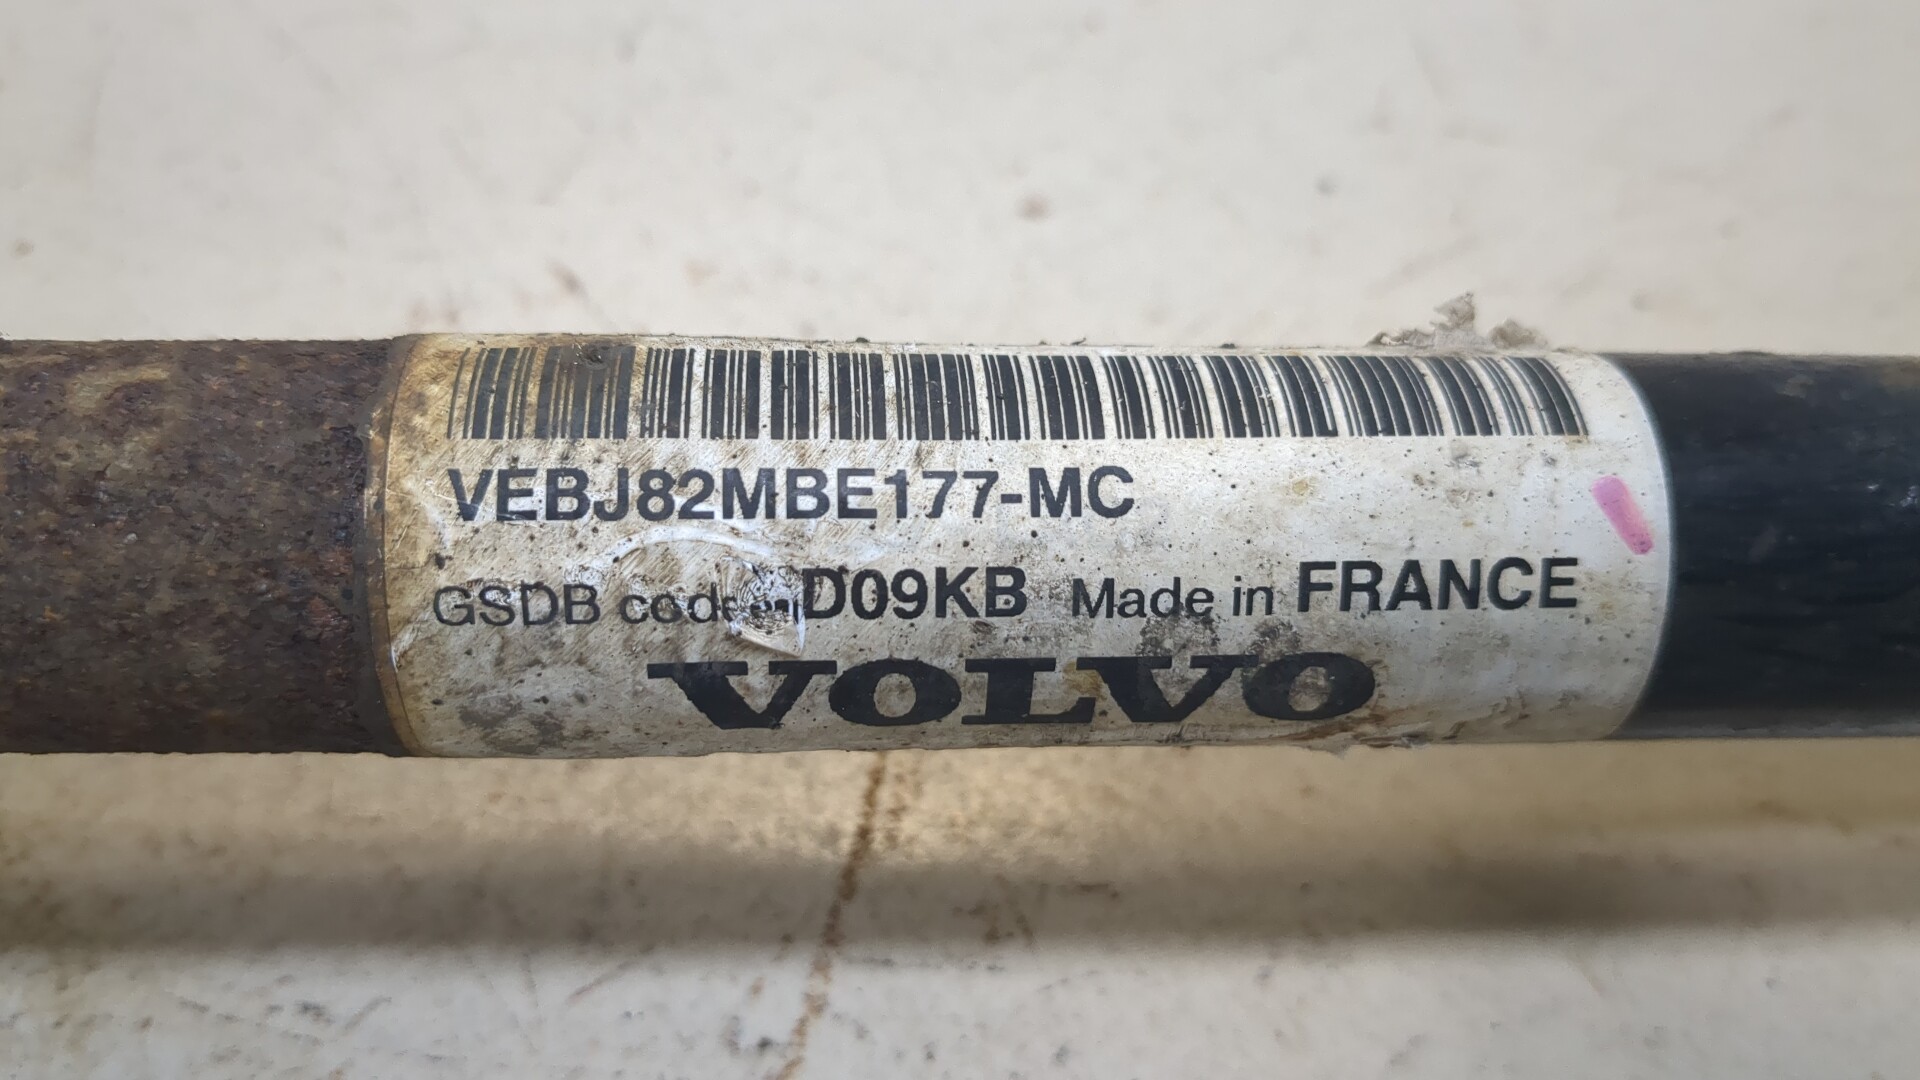 VEBJ82MBE177-MC
GSDB code D09KB Made in FRANCE
VOLVO